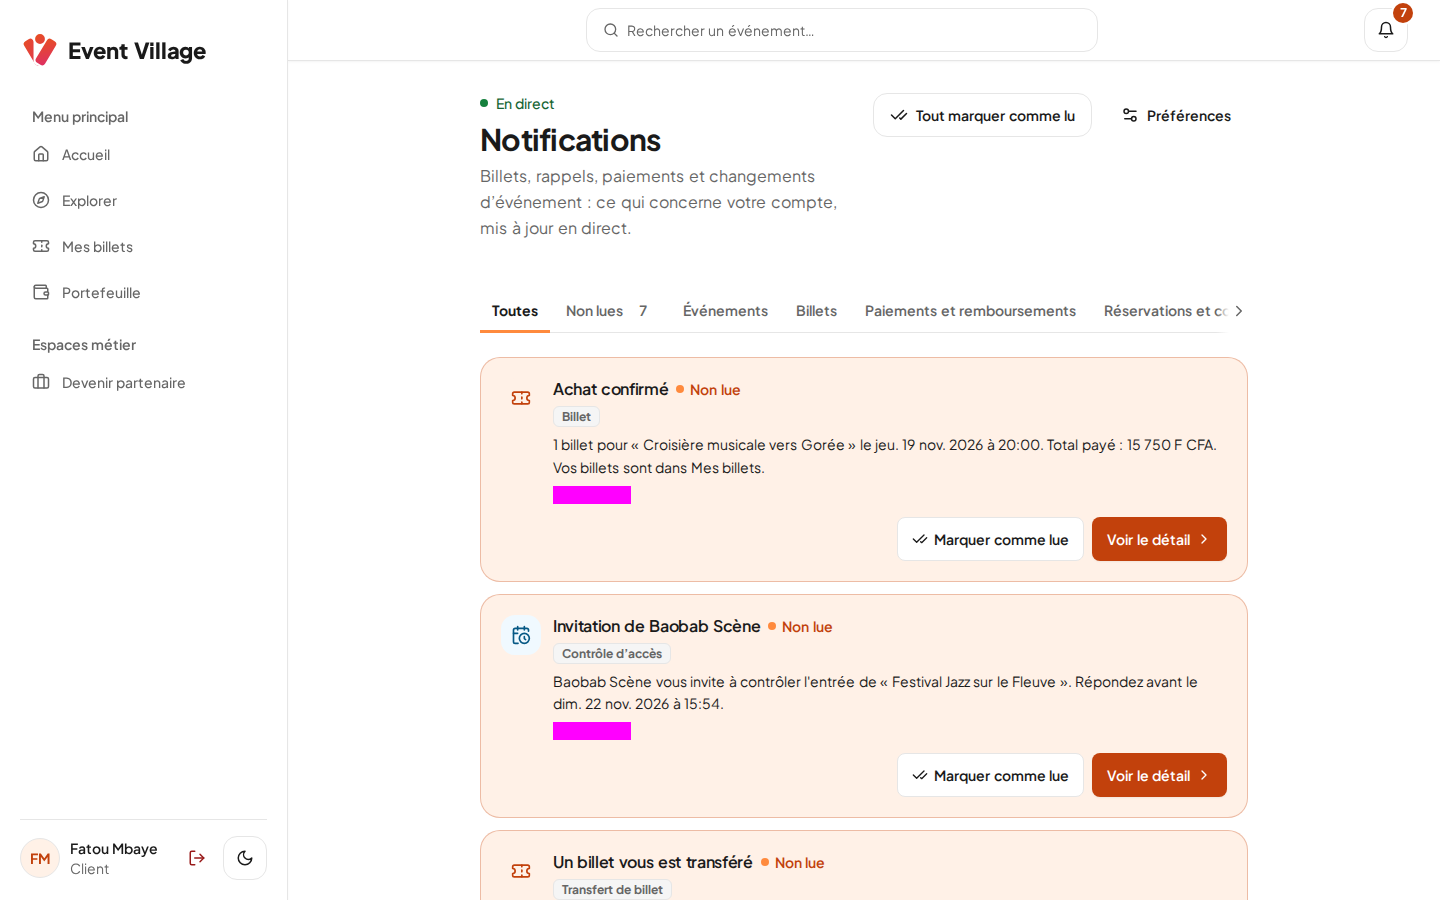 Event Village
Rechercher un événement…
7
Menu principal
Accueil
Explorer
Mes billets
Portefeuille
Espaces métier
Devenir partenaire
FM
Fatou Mbaye
Client
En direct
Notifications
Billets, rappels, paiements et changements
d’événement : ce qui concerne votre compte,
mis à jour en direct.
Tout marquer comme lu
Préférences
Toutes
Non lues 7
Événements
Billets
Paiements et remboursements
Réservations et
Achat confirmé
Non lue
Billet
1 billet pour « Croisière musicale vers Gorée » le jeu. 19 nov. 2026 à 20:00. Total payé : 15 750 F CFA.
Vos billets sont dans Mes billets.
Marquer comme lue
Voir le détail
Invitation de Baobab Scène
Non lue
Contrôle d’accès
Baobab Scène vous invite à contrôler l'entrée de « Festival Jazz sur le Fleuve ». Répondez avant le
dim. 22 nov. 2026 à 15:54.
Marquer comme lue
Voir le détail
Un billet vous est transféré
Non lue
Transfert de billet